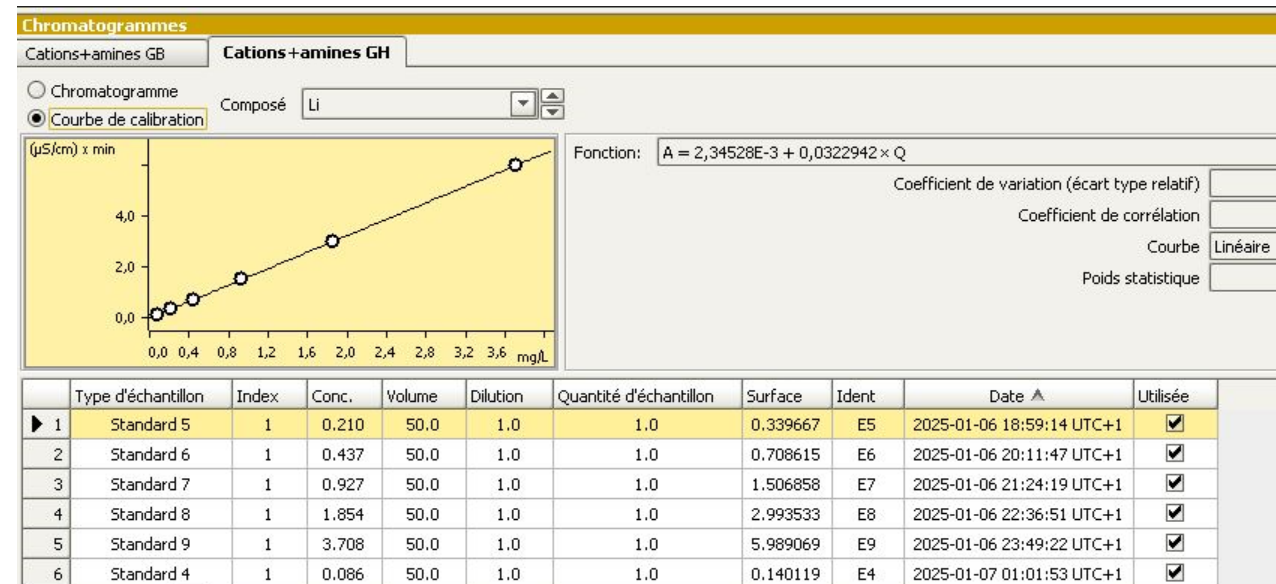 Chromatogrammes
Cations+amines GB Cations+amines GH
Chromatogramme
Courbe de calibration
Composé Li
(µS/cm) x min
4,0
2,0
0,0
0,0 0,4 0,8 1,2 1,6 2,0 2,4 2,8 3,2 3,6 mg/L
Fonction: A = 2,34528E-3 + 0,0322942 × Q
Coefficient de variation (écart type relatif)
Coefficient de corrélation
Courbe Linéaire
Poids statistique
Type d'échantillon Index Conc. Volume Dilution Quantité d'échantillon Surface Ident Date Utilisée
1 Standard 5 1 0.210 50.0 1.0 1.0 0.339667 E5 2025-01-06 18:59:14 UTC+1
2 Standard 6 1 0.437 50.0 1.0 1.0 0.708615 E6 2025-01-06 20:11:47 UTC+1
3 Standard 7 1 0.927 50.0 1.0 1.0 1.506858 E7 2025-01-06 21:24:19 UTC+1
4 Standard 8 1 1.854 50.0 1.0 1.0 2.993533 E8 2025-01-06 22:36:51 UTC+1
5 Standard 9 1 3.708 50.0 1.0 1.0 5.989069 E9 2025-01-06 23:49:22 UTC+1
6 Standard 4 1 0.086 50.0 1.0 1.0 0.140119 E4 2025-01-07 01:01:53 UTC+1